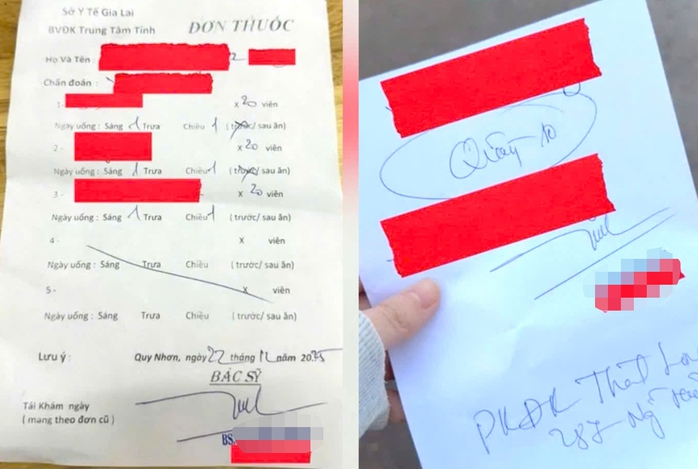 Sở Y Tế Gia Lai
BVĐK Trung Tâm Tỉnh
ĐƠN THUỐC
Họ Và Tên :
Chẩn đoán :
1-
x 20 viên
Ngày uống : Sáng 1 Trưa Chiều 1 ( trước/ sau ăn)
2 -
x 20 viên
Ngày uống : Sáng 1 Trưa Chiều 1 ( trước/ sau ăn)
3 -
x 20 viên
Ngày uống : Sáng 1 Trưa Chiều 1 (trước/ sau ăn)
4 -
x viên
Ngày uống : Sáng Trưa Chiều (trước/ sau ăn)
5 -
x viên
Ngày uống : Sáng Trưa Chiều (trước/ sau ăn)
Lưu ý :
Quy Nhơn, ngày 22 tháng 12 năm 2025
BÁC SỸ
Tái Khám ngày
( mang theo đơn cũ )
BS.
Quầy 10
PKĐK Thất
287